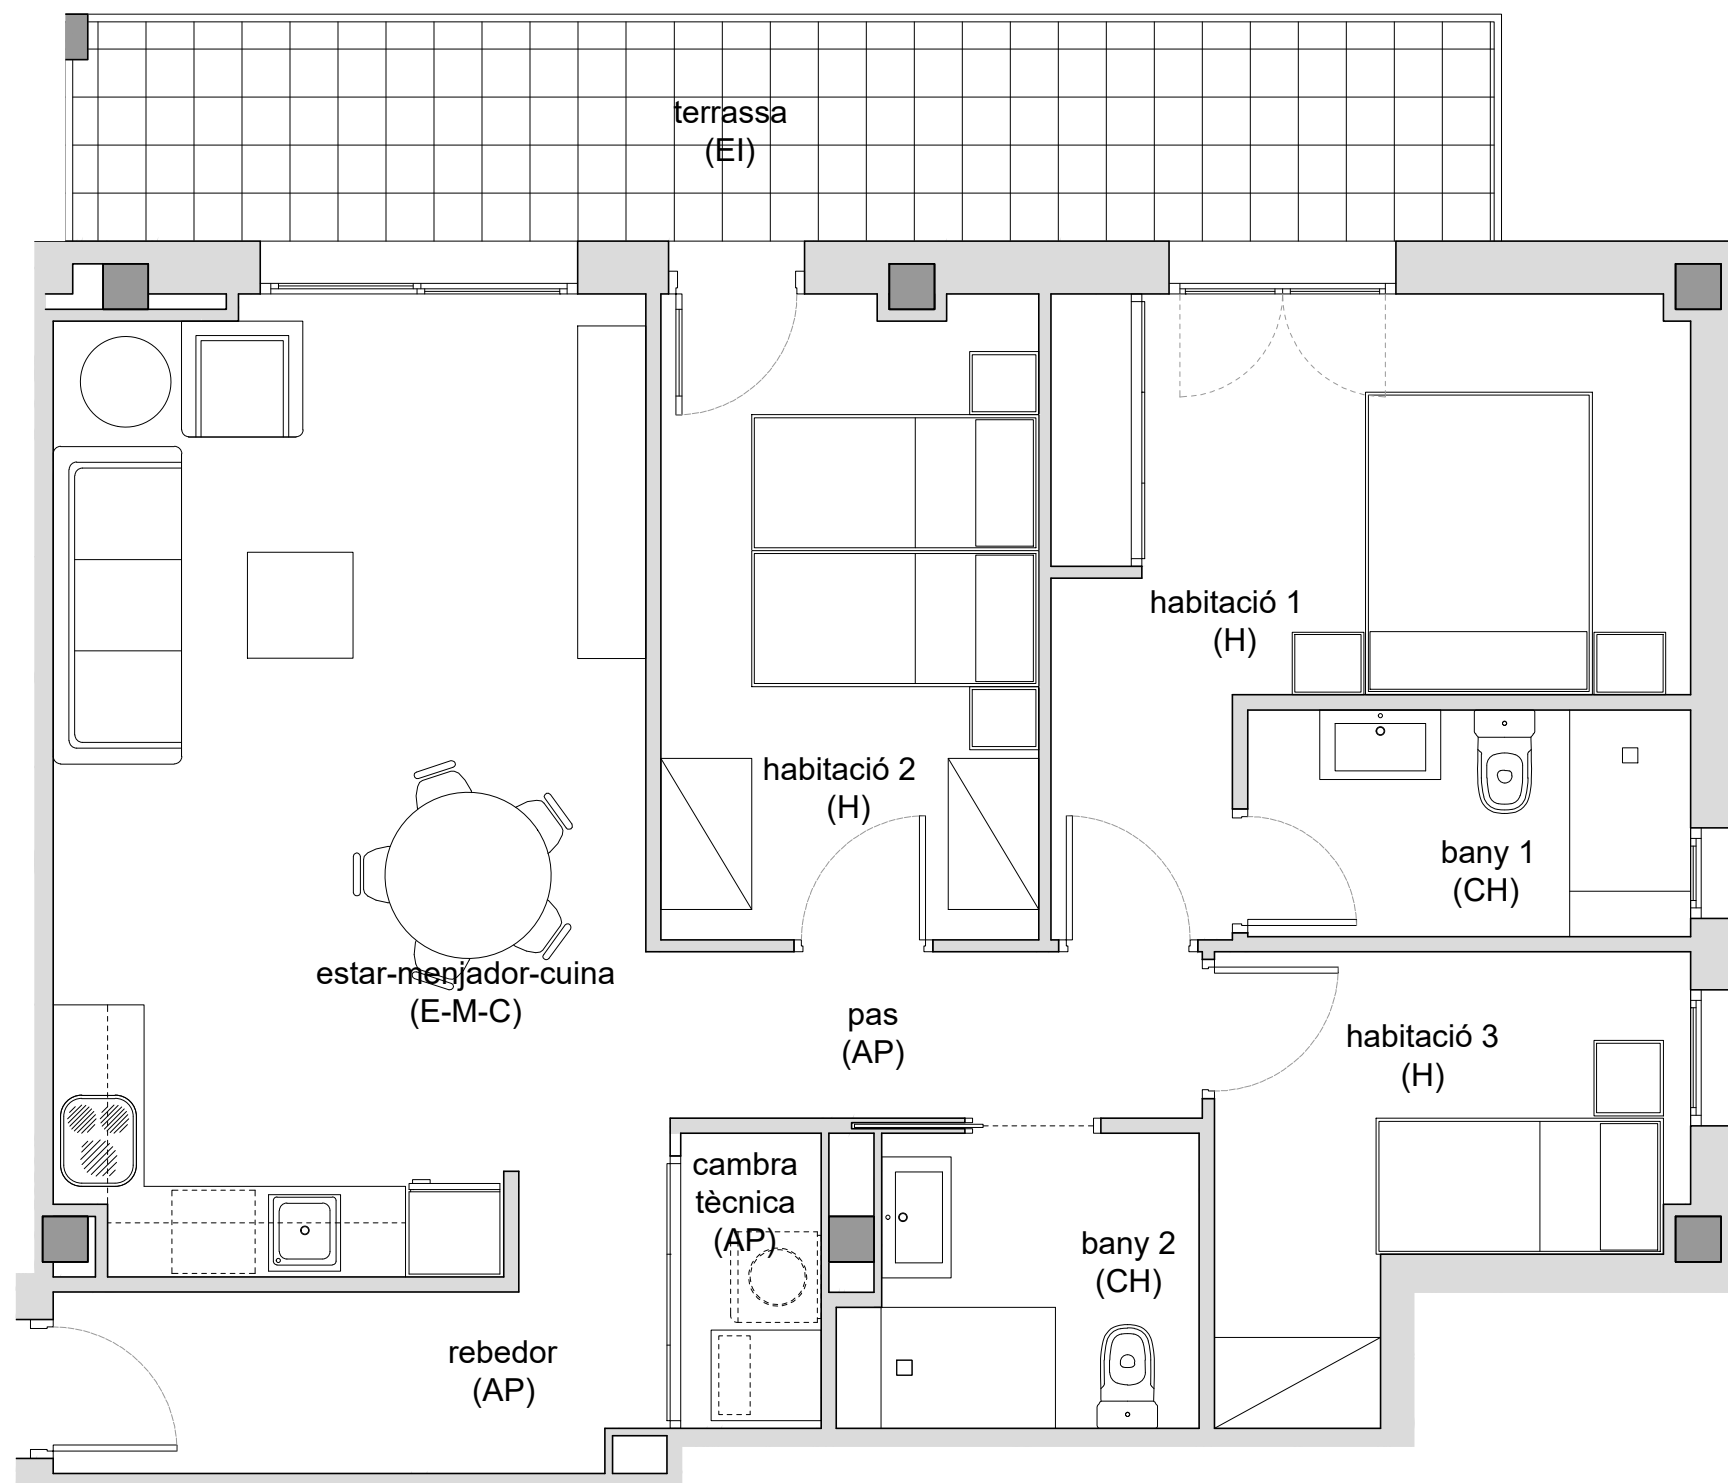 terrassa
(EI)
habitació 1
(H)
habitació 2
(H)
bany 1
(CH)
estar-menjador-cuina
(E-M-C)
pas
(AP)
habitació 3
(H)
cambra
tècnica
(AP)
bany 2
(CH)
rebedor
(AP)